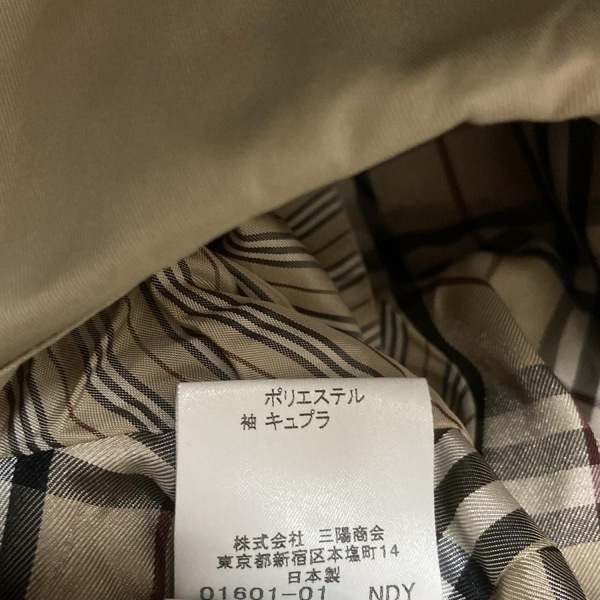 ポリエステル
袖 キュプラ
株式会社 三陽商会
東京都新宿区本塩町14
日本製
01601-01 NDY